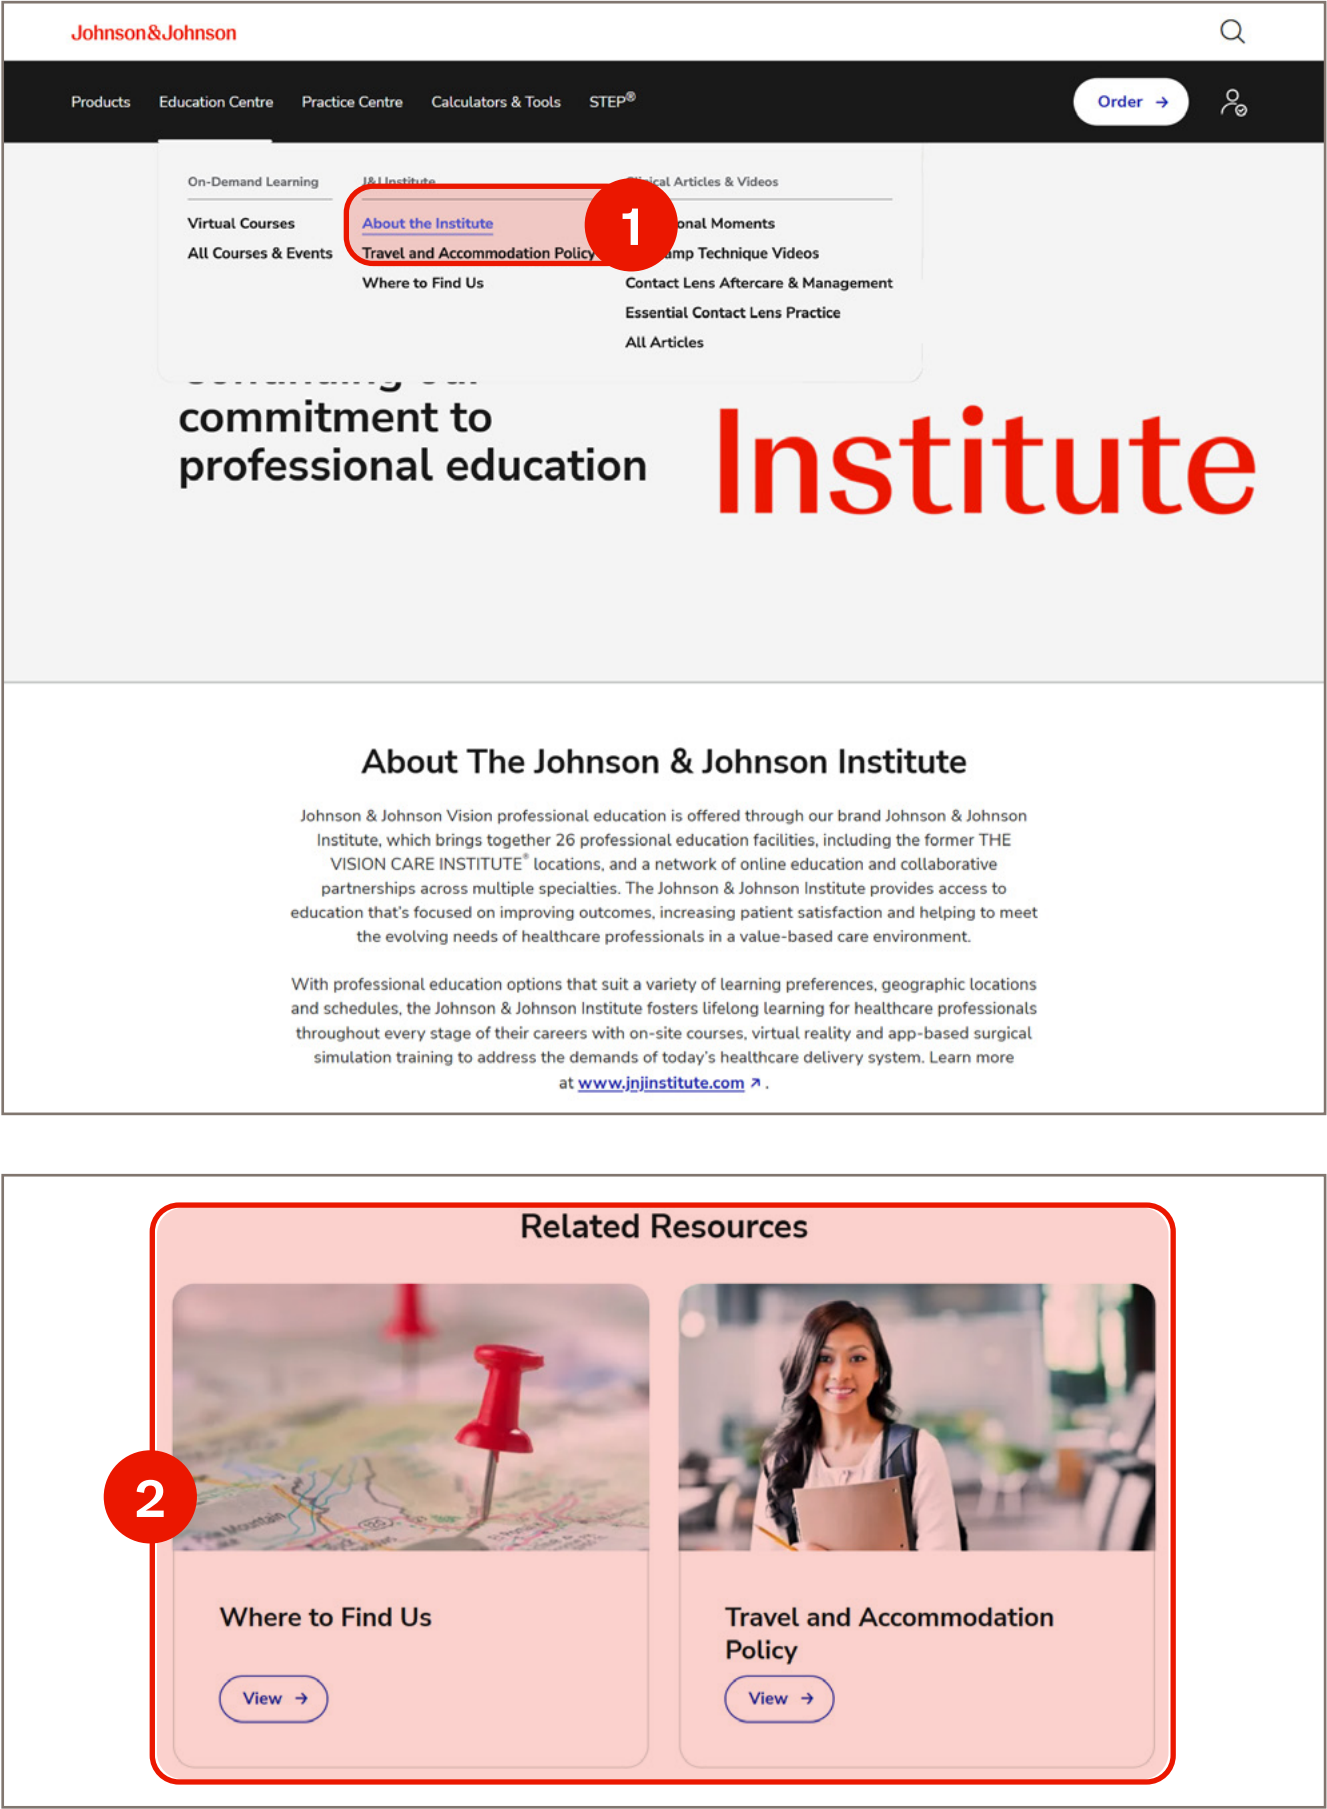 Johnson&Johnson
Products Education Centre Practice Centre Calculators & Tools STEP® Order →
On-Demand Learning
Virtual Courses
All Courses & Events
J&J Institute
About the Institute
Travel and Accommodation Policy
Where to Find Us
1
Articles & Videos
Moments
Technique Videos
Contact Lens Aftercare & Management
Essential Contact Lens Practice
All Articles
commitment to
professional education
Institute
About The Johnson & Johnson Institute
Johnson & Johnson Vision professional education is offered through our brand Johnson & Johnson
Institute, which brings together 26 professional education facilities, including the former THE
VISION CARE INSTITUTE® locations, and a network of online education and collaborative
partnerships across multiple specialties. The Johnson & Johnson Institute provides access to
education that's focused on improving outcomes, increasing patient satisfaction and helping to meet
the evolving needs of healthcare professionals in a value-based care environment.
With professional education options that suit a variety of learning preferences, geographic locations
and schedules, the Johnson & Johnson Institute fosters lifelong learning for healthcare professionals
throughout every stage of their careers with on-site courses, virtual reality and app-based surgical
simulation training to address the demands of today's healthcare delivery system. Learn more
at www.jnjinstitute.com ↗ .
Related Resources
2
Where to Find Us
View →
Travel and Accommodation
Policy
View →